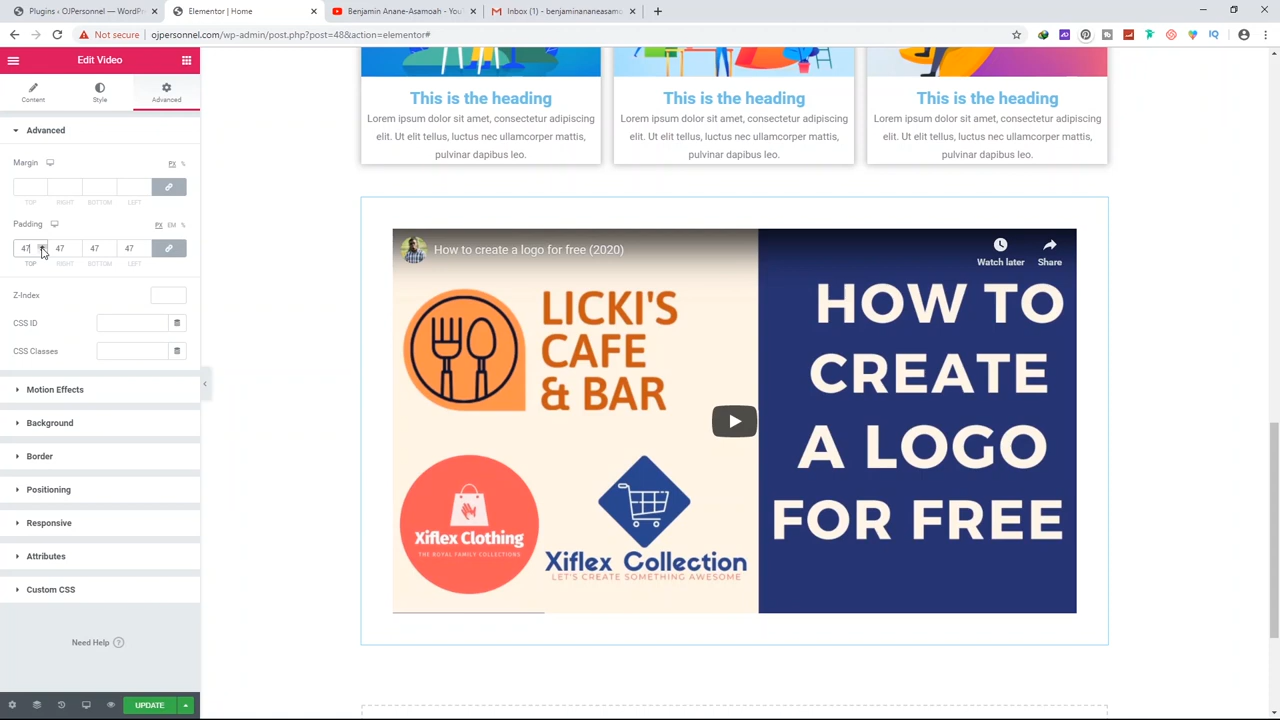 Plugins ‹ OJPersonnel — WordPr
Elementor | Home
Benjamin Anane-Asamoah - You
Inbox (1) - benjaminaneasamo
Not secure
ojpersonnel.com/wp-admin/post.php?post=48&action=elementor#
Edit Video
Content
Style
Advanced
Advanced
Margin
PX
%
TOP
RIGHT
BOTTOM
LEFT
Padding
PX
EM
%
47
47
47
47
TOP
RIGHT
BOTTOM
LEFT
Z-Index
CSS ID
CSS Classes
Motion Effects
Background
Border
Positioning
Responsive
Attributes
Custom CSS
Need Help ?
UPDATE
This is the heading
Lorem ipsum dolor sit amet, consectetur adipiscing
elit. Ut elit tellus, luctus nec ullamcorper mattis,
pulvinar dapibus leo.
This is the heading
Lorem ipsum dolor sit amet, consectetur adipiscing
elit. Ut elit tellus, luctus nec ullamcorper mattis,
pulvinar dapibus leo.
This is the heading
Lorem ipsum dolor sit amet, consectetur adipiscing
elit. Ut elit tellus, luctus nec ullamcorper mattis,
pulvinar dapibus leo.
How to create a logo for free (2020)
Watch later
Share
LICKI'S
CAFE
& BAR
Xiflex Clothing
THE ROYAL FAMILY COLLECTIONS
Xiflex Collection
LET'S CREATE SOMETHING AWESOME
HOW TO
CREATE
A LOGO
FOR FREE